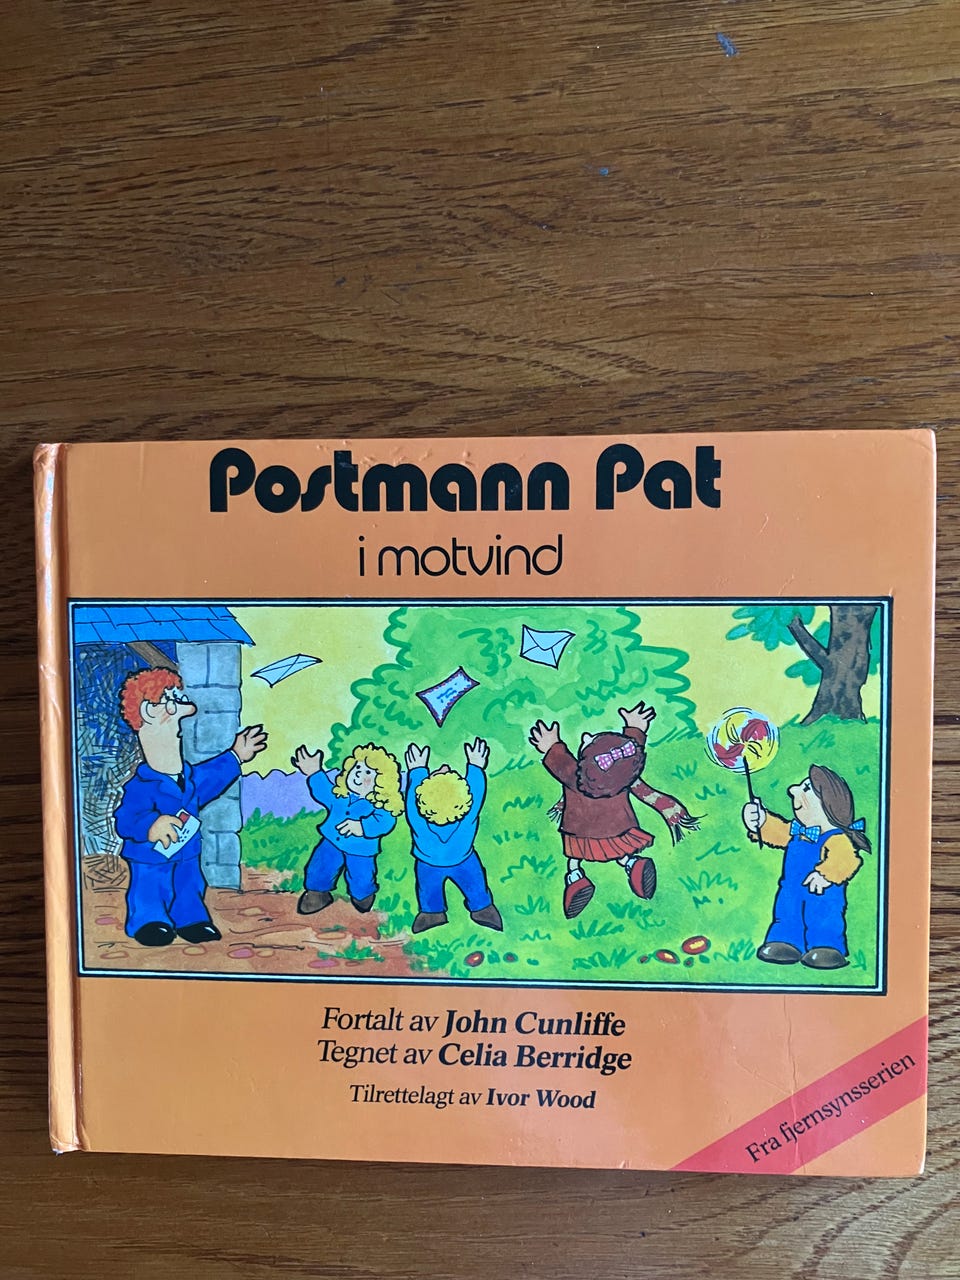 Postmann Pat
i motvind
Fortalt av John Cunliffe
Tegnet av Celia Berridge
Tilrettelagt av Ivor Wood
Fra fjernsynsserien